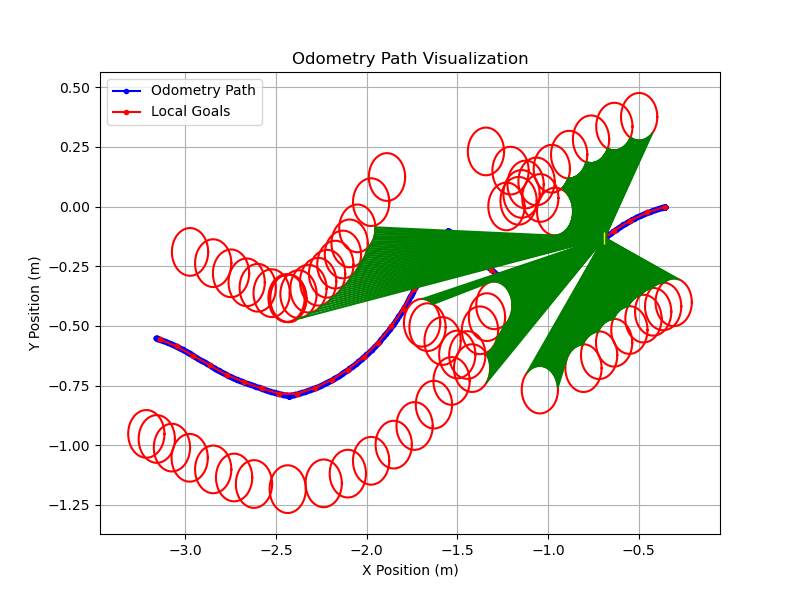 Odometry Path Visualization
Odometry Path
Local Goals
Y Position (m)
0.50
0.25
0.00
−0.25
−0.50
−0.75
−1.00
−1.25
−3.0 −2.5 −2.0 −1.5 −1.0 −0.5
X Position (m)